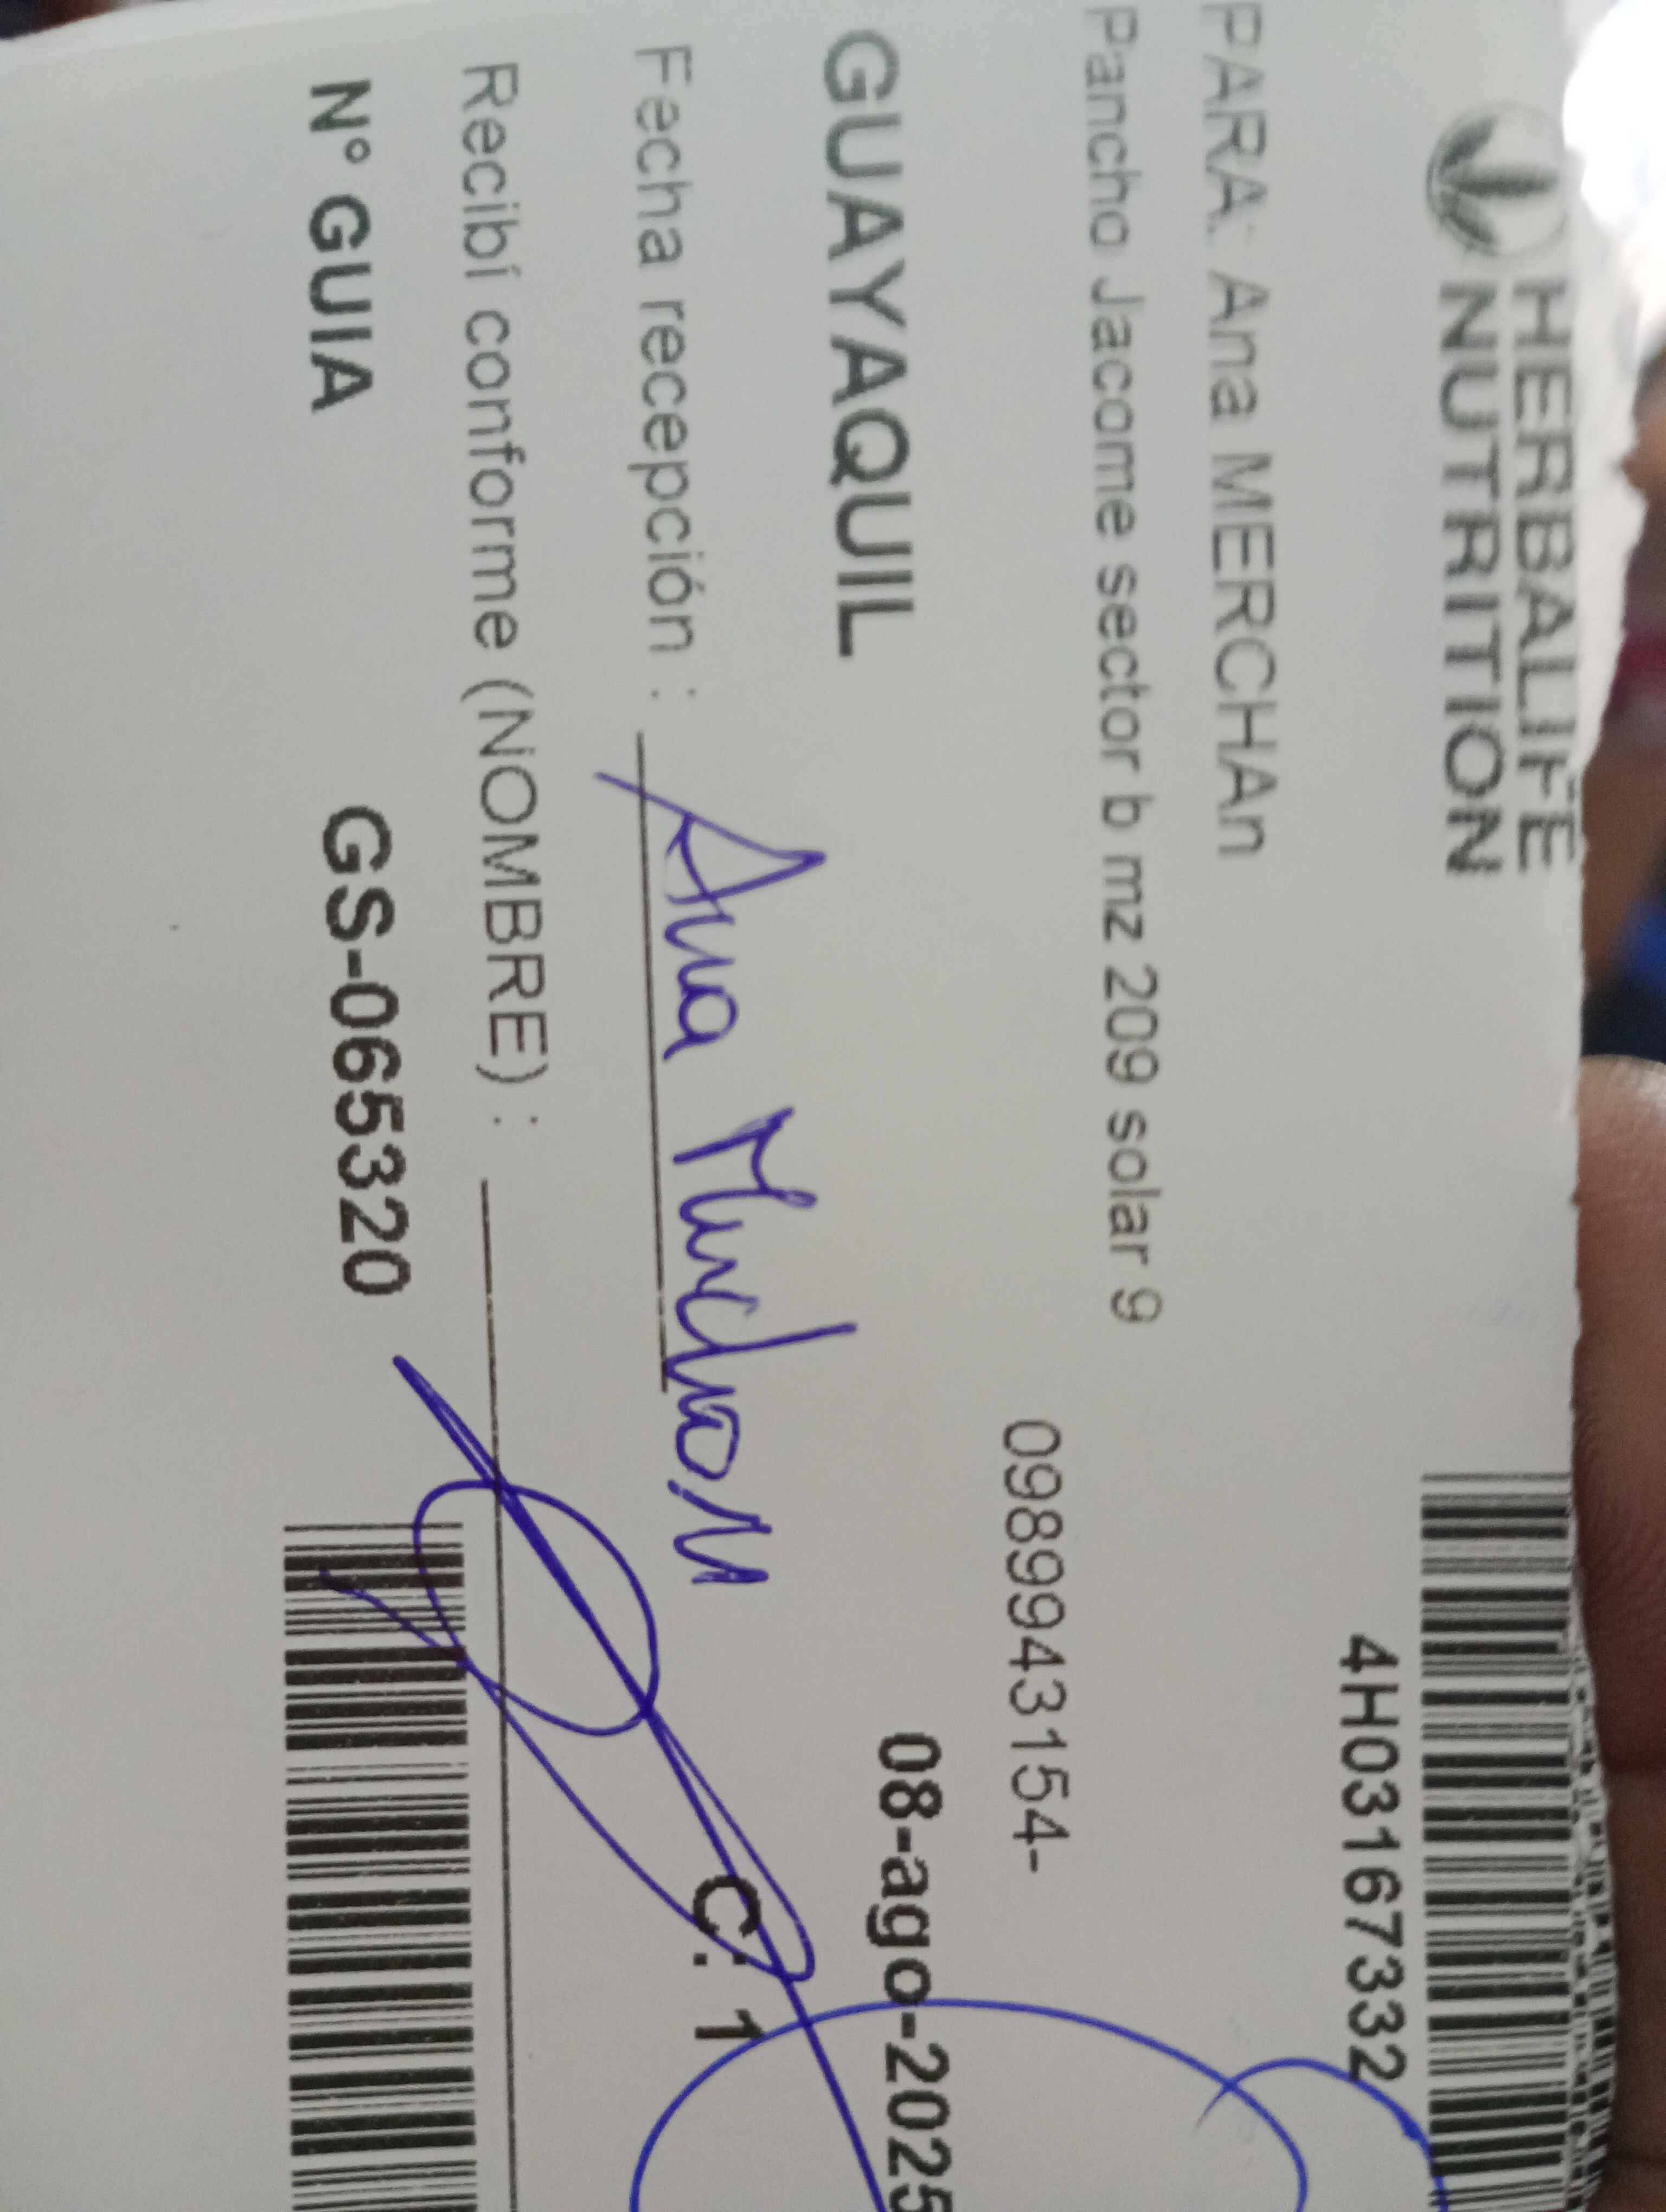 HERBALIFE
NUTRITION
4H03167332
PARA: Ana MERCHAn
Pancho Jacome sector b mz 209 solar 9
0989943154-
GUAYAQUIL
08-ago-2025
Fecha recepción : Ana Merchan
C: 1
Recibí conforme (NOMBRE) :
N° GUIA GS-065320